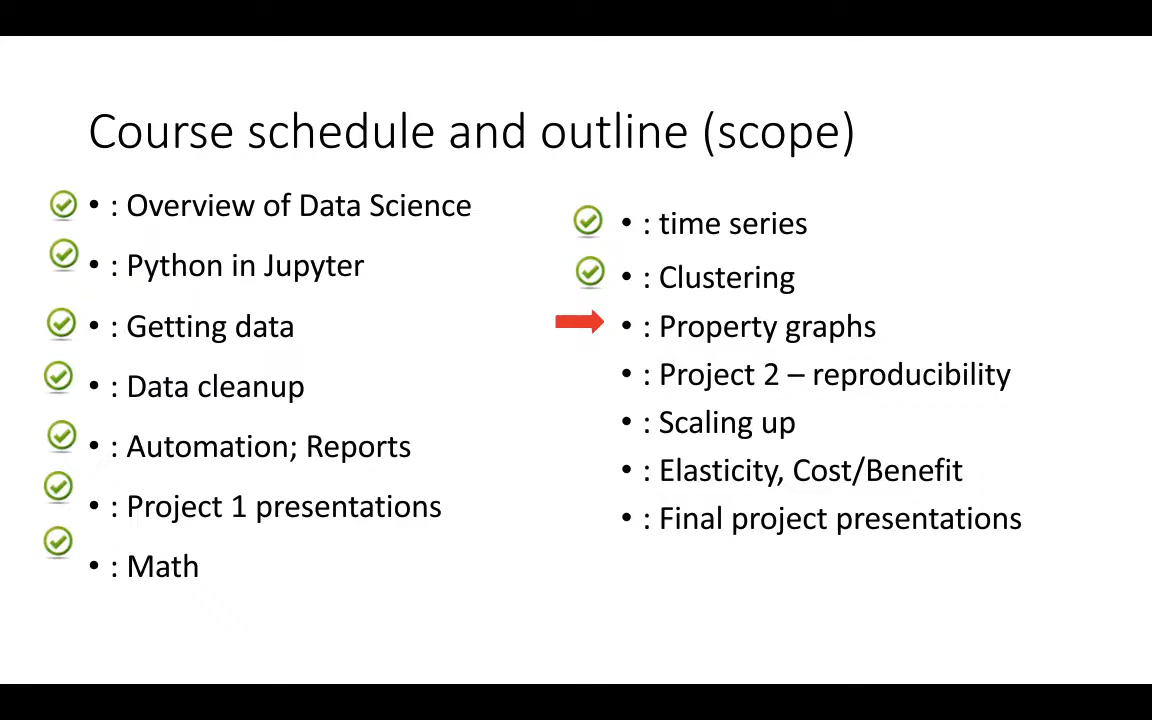 Course schedule and outline (scope)
• : Overview of Data Science
• : Python in Jupyter
• : Getting data
• : Data cleanup
• : Automation; Reports
• : Project 1 presentations
• : Math
• : time series
• : Clustering
• : Property graphs
• : Project 2 – reproducibility
• : Scaling up
• : Elasticity, Cost/Benefit
• : Final project presentations